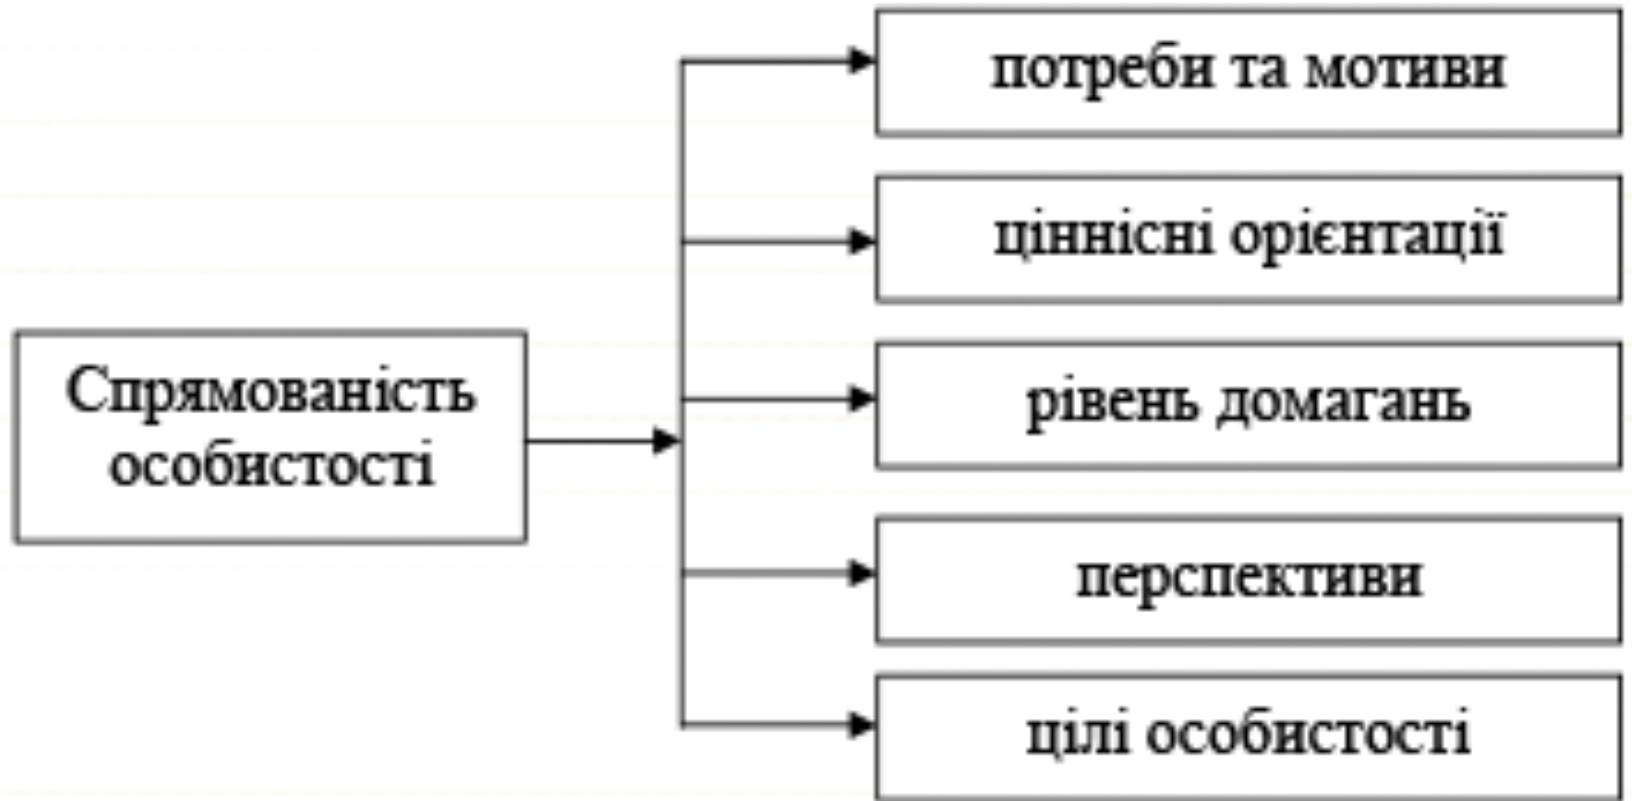 Спрямованість
особистості
потреби та мотиви
ціннісні орієнтації
рівень домагань
перспективи
цілі особистості